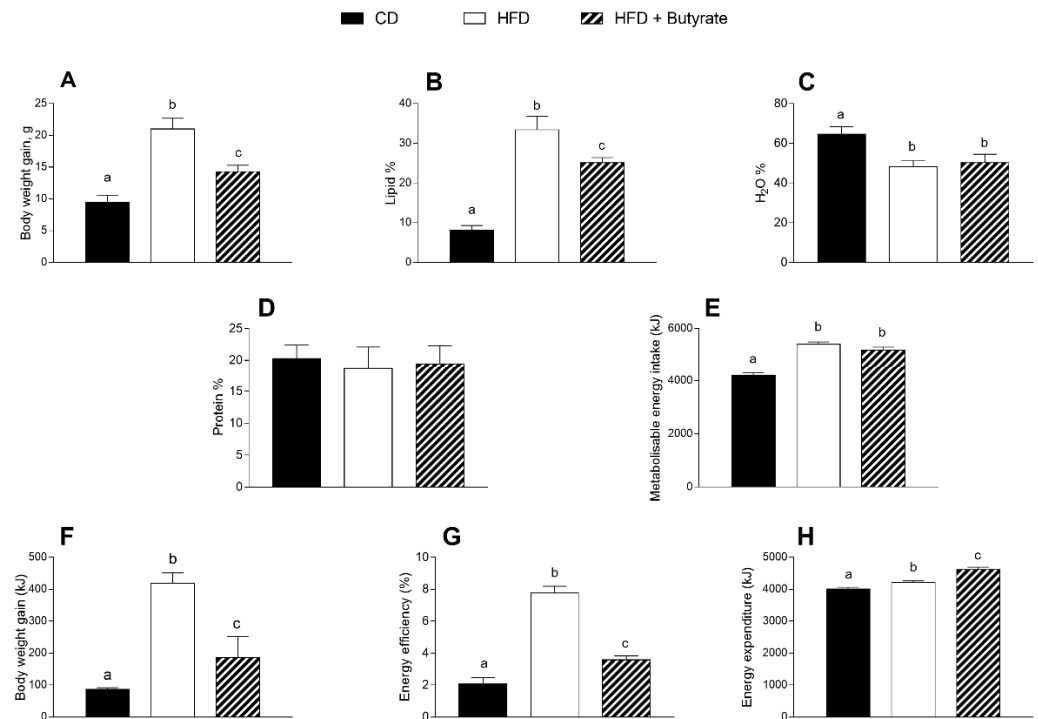 CD HFD HFD + Butyrate
A
Body weight gain, g
25
20
15
10
5
0
a
b
c
B
Lipid %
40
30
20
10
0
a
b
c
C
H₂O %
80
60
40
20
0
a
b
b
D
Protein %
25
20
15
10
5
0
E
Metabolisable energy intake (kJ)
6000
4000
2000
0
a
b
b
F
Body weight gain (kJ)
500
400
300
200
100
0
a
b
c
G
Energy efficiency (%)
10
8
6
4
2
0
a
b
c
H
Energy expenditure (kJ)
5000
4000
3000
2000
1000
0
a
b
c